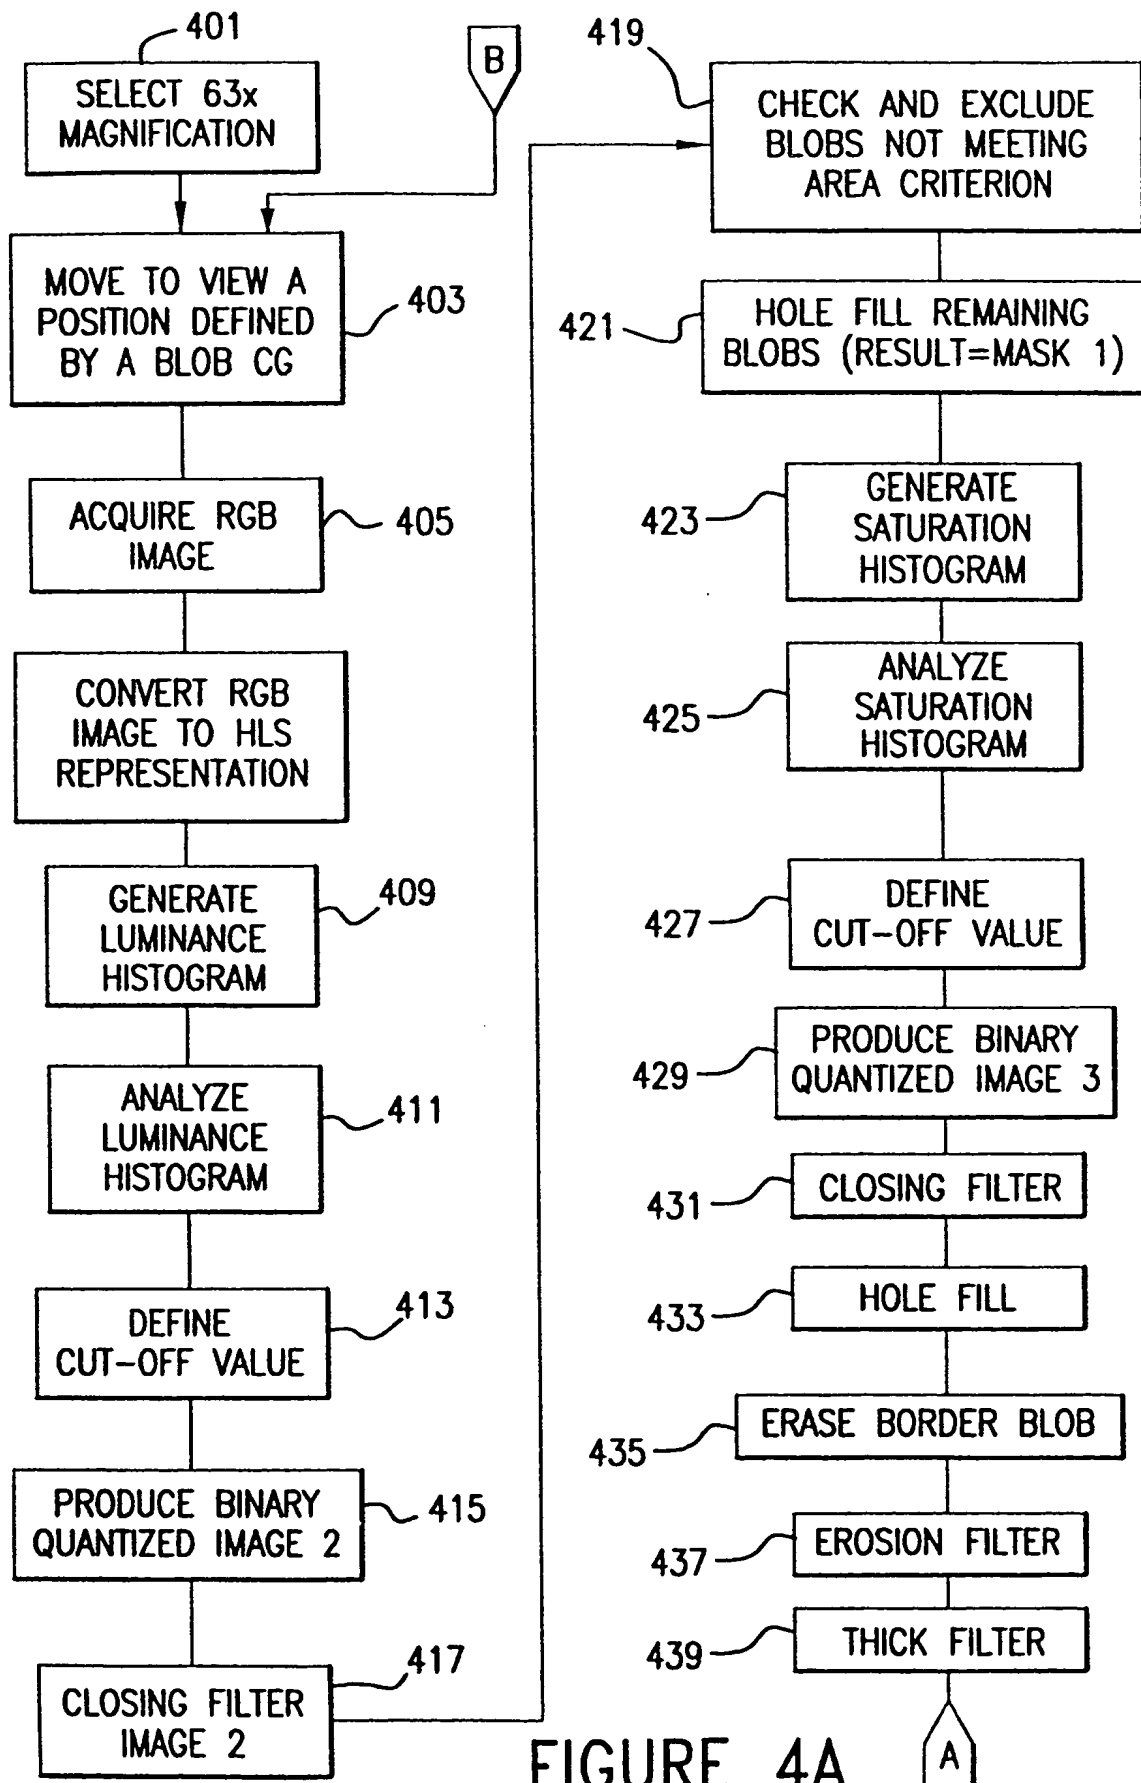 401
SELECT 63x
MAGNIFICATION
B
MOVE TO VIEW A
POSITION DEFINED
BY A BLOB CG
403
ACQUIRE RGB
IMAGE
405
CONVERT RGB
IMAGE TO HLS
REPRESENTATION
GENERATE
LUMINANCE
HISTOGRAM
409
ANALYZE
LUMINANCE
HISTOGRAM
411
DEFINE
CUT-OFF VALUE
413
PRODUCE BINARY
QUANTIZED IMAGE 2
415
CLOSING FILTER
IMAGE 2
417
419
CHECK AND EXCLUDE
BLOBS NOT MEETING
AREA CRITERION
421
HOLE FILL REMAINING
BLOBS (RESULT=MASK 1)
423
GENERATE
SATURATION
HISTOGRAM
425
ANALYZE
SATURATION
HISTOGRAM
427
DEFINE
CUT-OFF VALUE
429
PRODUCE BINARY
QUANTIZED IMAGE 3
431
CLOSING FILTER
433
HOLE FILL
435
ERASE BORDER BLOB
437
EROSION FILTER
439
THICK FILTER
A
FIGURE 4A